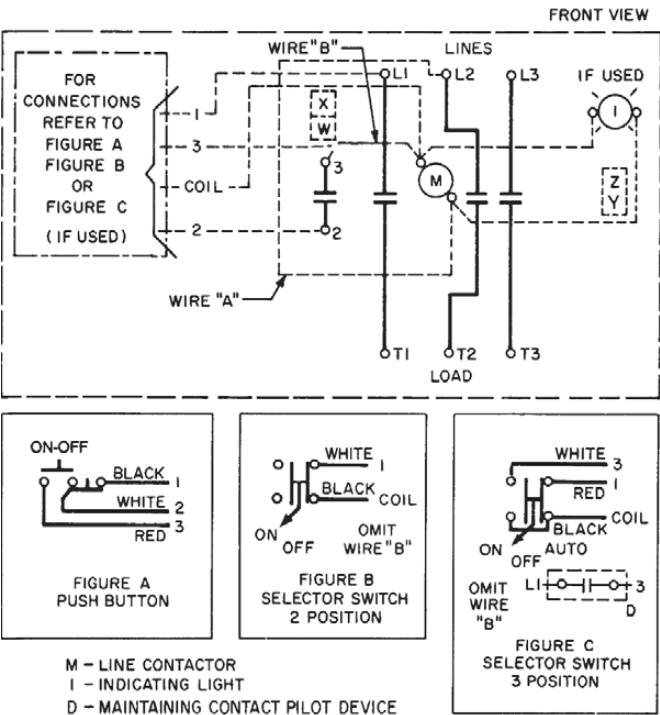 FRONT VIEW
WIRE "B"
LINES
L1
L2
L3
IF USED
FOR
CONNECTIONS
REFER TO
FIGURE A
FIGURE B
OR
FIGURE C
(IF USED)
1
3
COIL
2
X
W
3
2
M
I
Z
Y
WIRE "A"
T1
T2
T3
LOAD
ON-OFF
BLACK 1
WHITE 2
RED 3
FIGURE A
PUSH BUTTON
WHITE 1
BLACK COIL
ON
OFF
OMIT
WIRE "B"
FIGURE B
SELECTOR SWITCH
2 POSITION
WHITE 3
RED 1
COIL
BLACK
ON
OFF
AUTO
OMIT
WIRE
"B"
L1
3
D
FIGURE C
SELECTOR SWITCH
3 POSITION
M - LINE CONTACTOR
I - INDICATING LIGHT
D - MAINTAINING CONTACT PILOT DEVICE